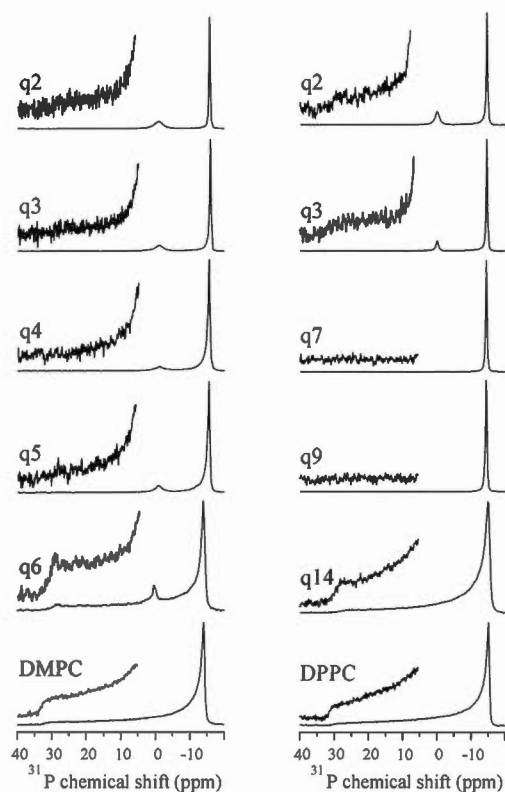 q2
q3
q4
q5
q6
DMPC
40 30 20 10 0 -10
31P chemical shift (ppm)
q2
q3
q7
q9
q14
DPPC
40 30 20 10 0 -10
31P chemical shift (ppm)